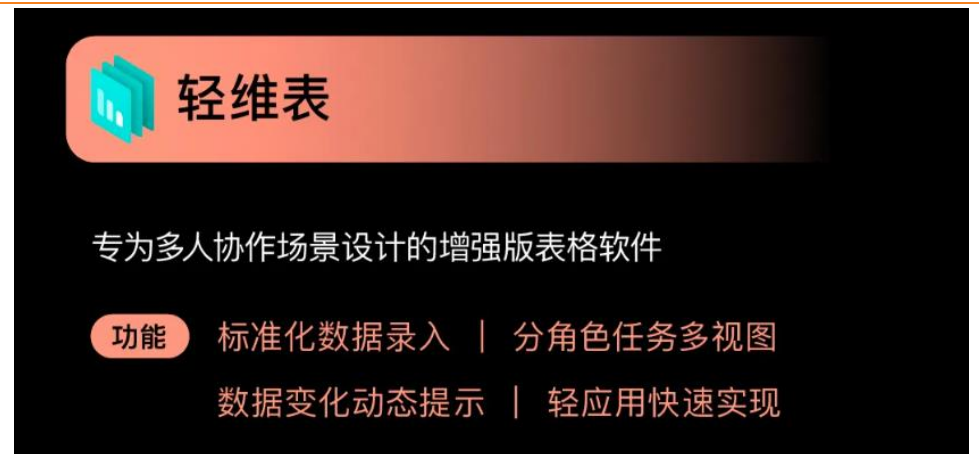 轻维表
专为多人协作场景设计的增强版表格软件
功能 标准化数据录入 | 分角色任务多视图
数据变化动态提示 | 轻应用快速实现